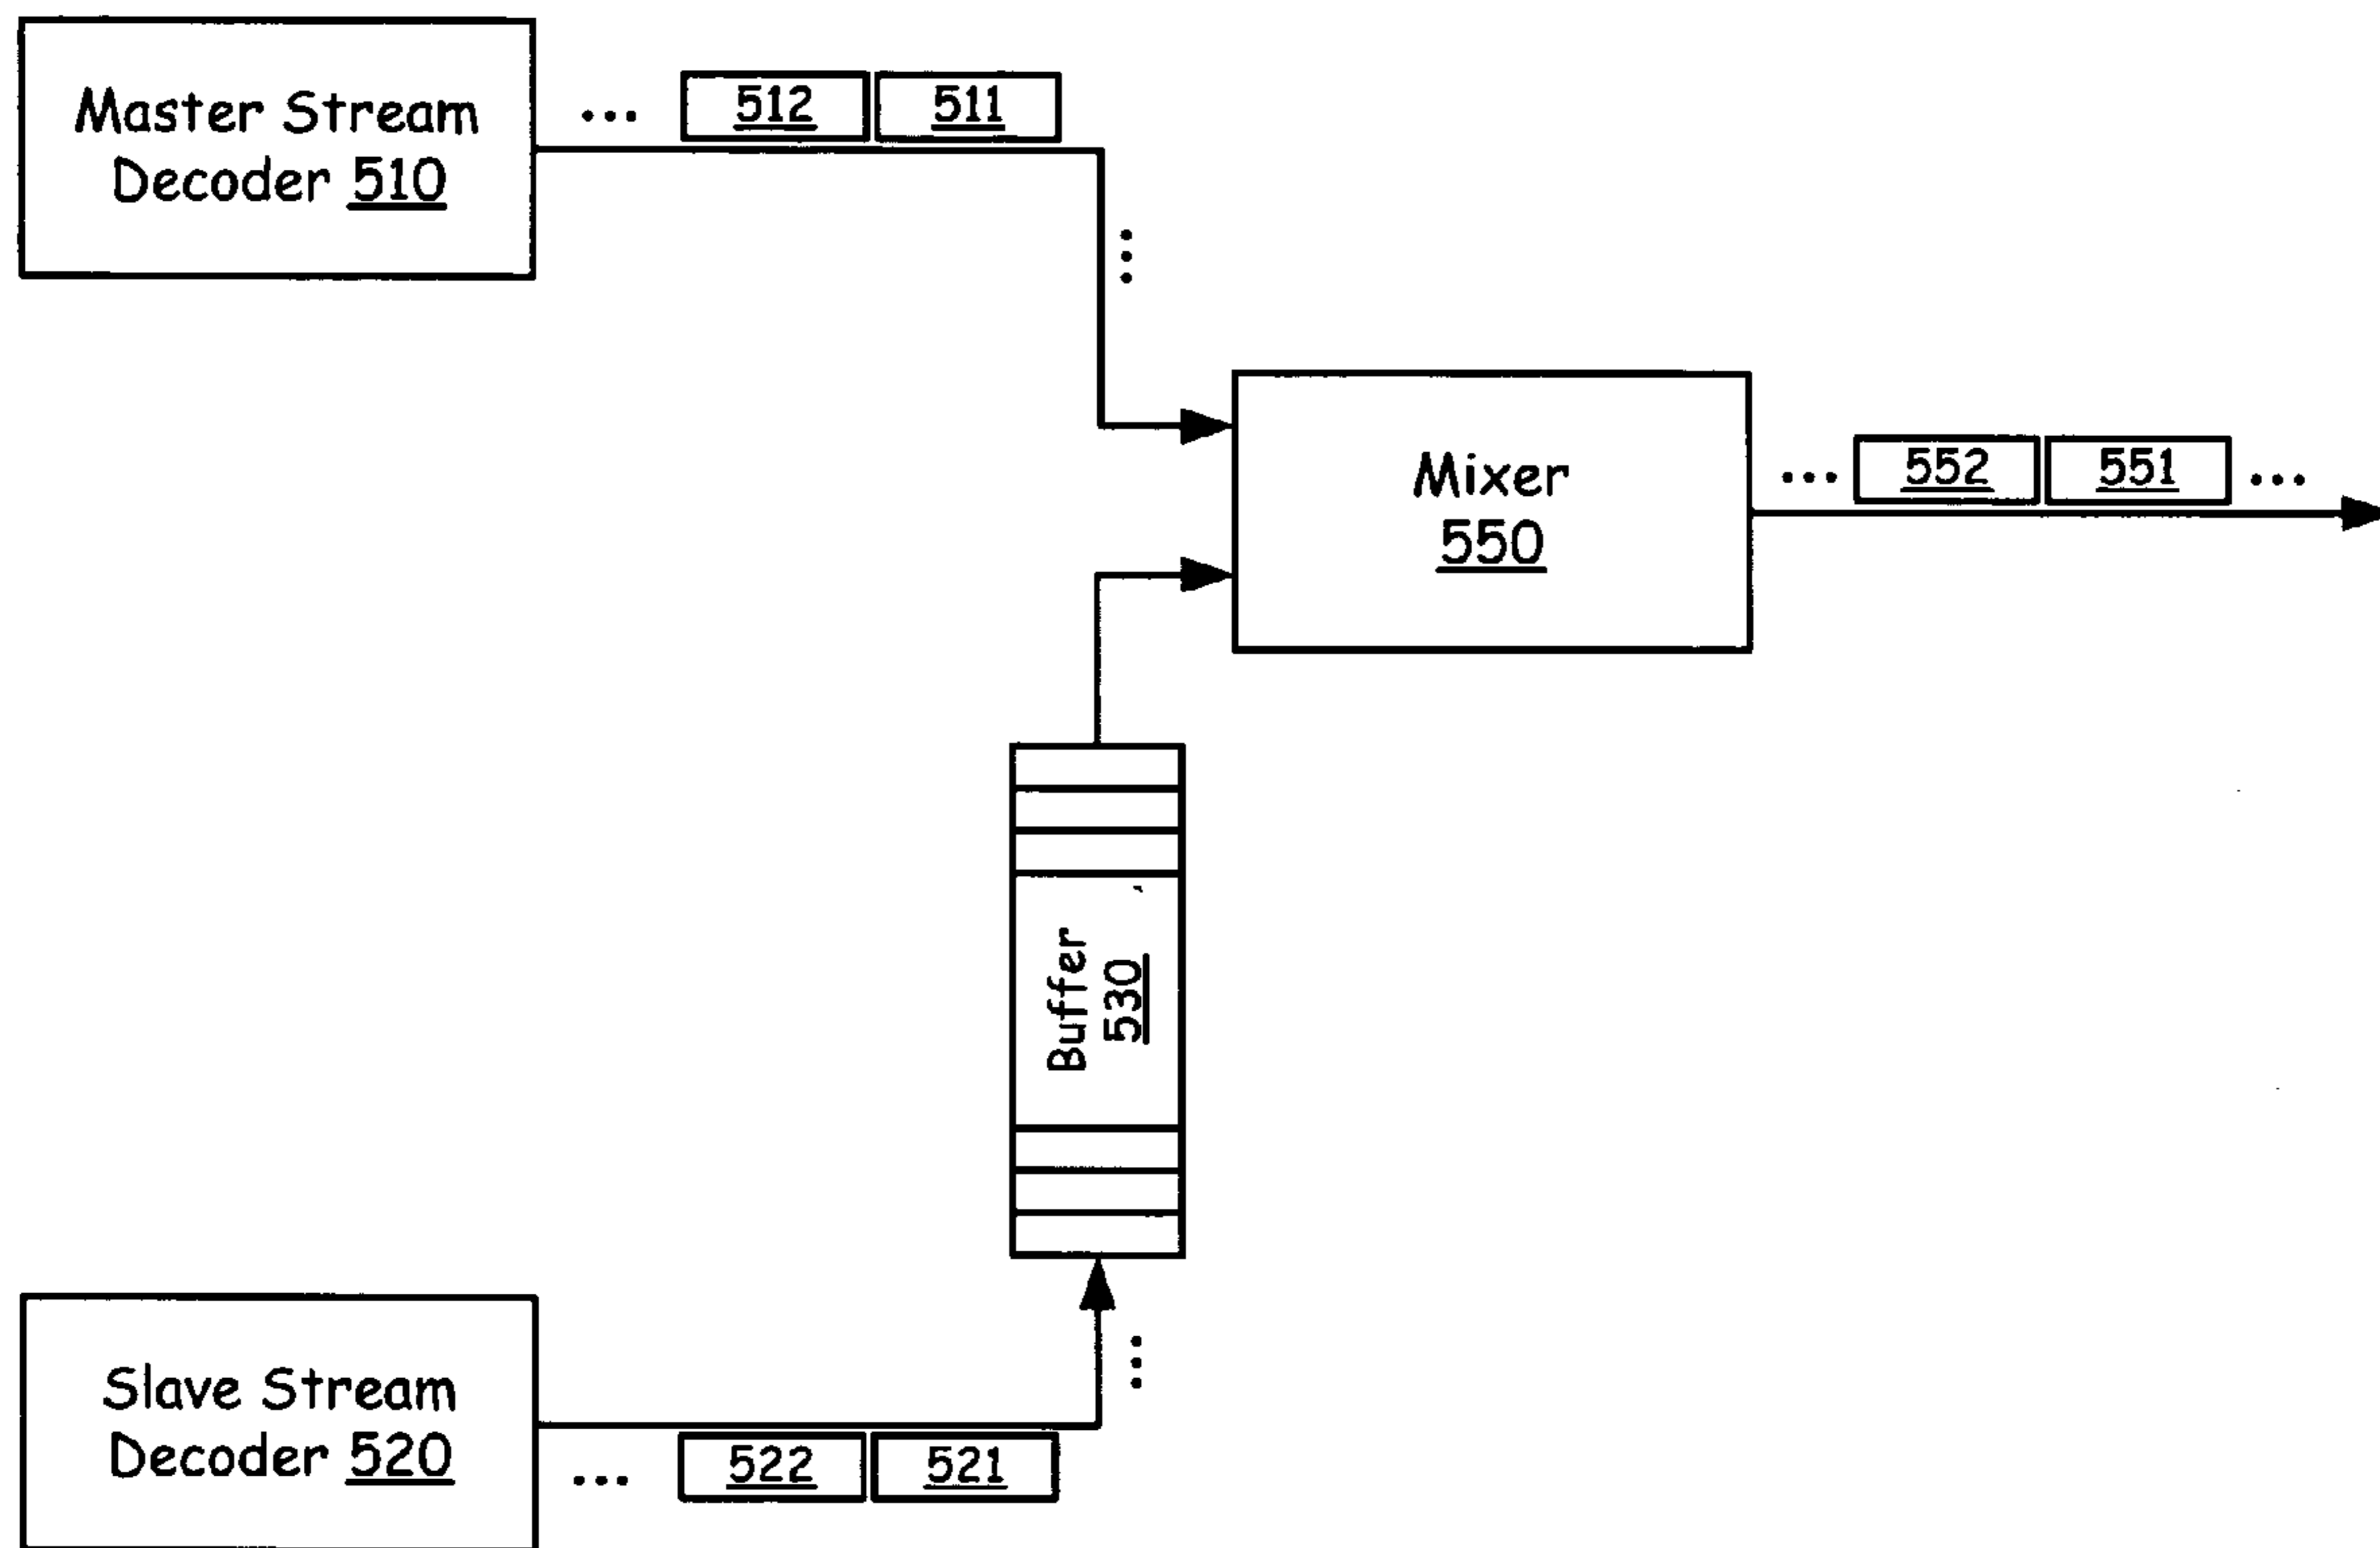 Master Stream
Decoder 510
... 512 511
...
Mixer
550
... 552 551 ...
Buffer
530
Slave Stream
Decoder 520
...
... 522 521